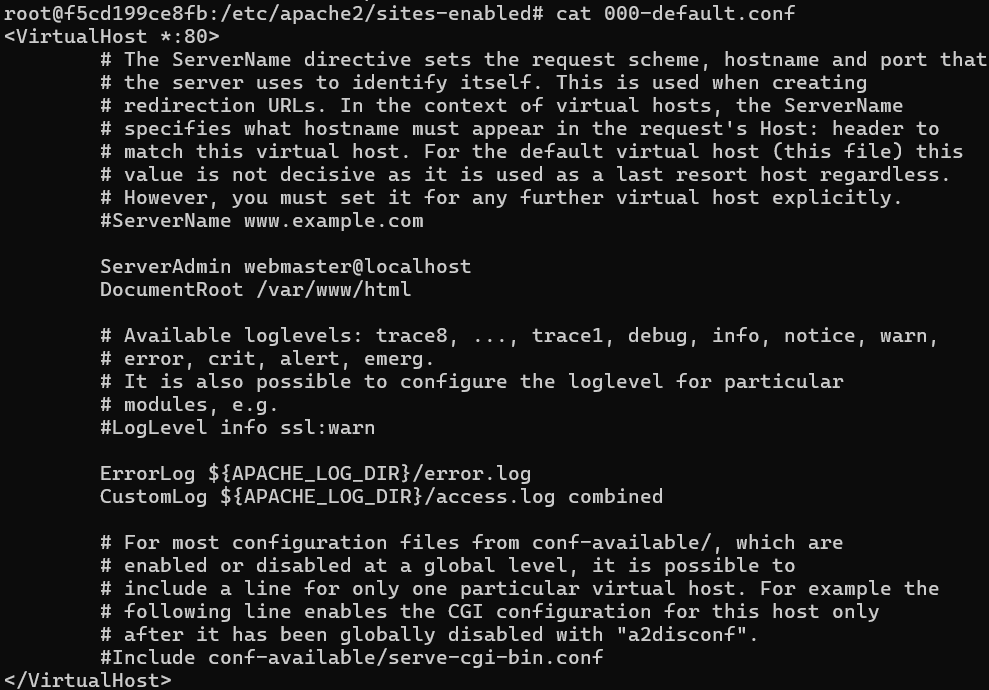 root@f5cd199ce8fb:/etc/apache2/sites-enabled# cat 000-default.conf
<VirtualHost *:80>
        # The ServerName directive sets the request scheme, hostname and port that
        # the server uses to identify itself. This is used when creating
        # redirection URLs. In the context of virtual hosts, the ServerName
        # specifies what hostname must appear in the request's Host: header to
        # match this virtual host. For the default virtual host (this file) this
        # value is not decisive as it is used as a last resort host regardless.
        # However, you must set it for any further virtual host explicitly.
        #ServerName www.example.com

        ServerAdmin webmaster@localhost
        DocumentRoot /var/www/html

        # Available loglevels: trace8, ..., trace1, debug, info, notice, warn,
        # error, crit, alert, emerg.
        # It is also possible to configure the loglevel for particular
        # modules, e.g.
        #LogLevel info ssl:warn

        ErrorLog ${APACHE_LOG_DIR}/error.log
        CustomLog ${APACHE_LOG_DIR}/access.log combined

        # For most configuration files from conf-available/, which are
        # enabled or disabled at a global level, it is possible to
        # include a line for only one particular virtual host. For example the
        # following line enables the CGI configuration for this host only
        # after it has been globally disabled with "a2disconf".
        #Include conf-available/serve-cgi-bin.conf
</VirtualHost>